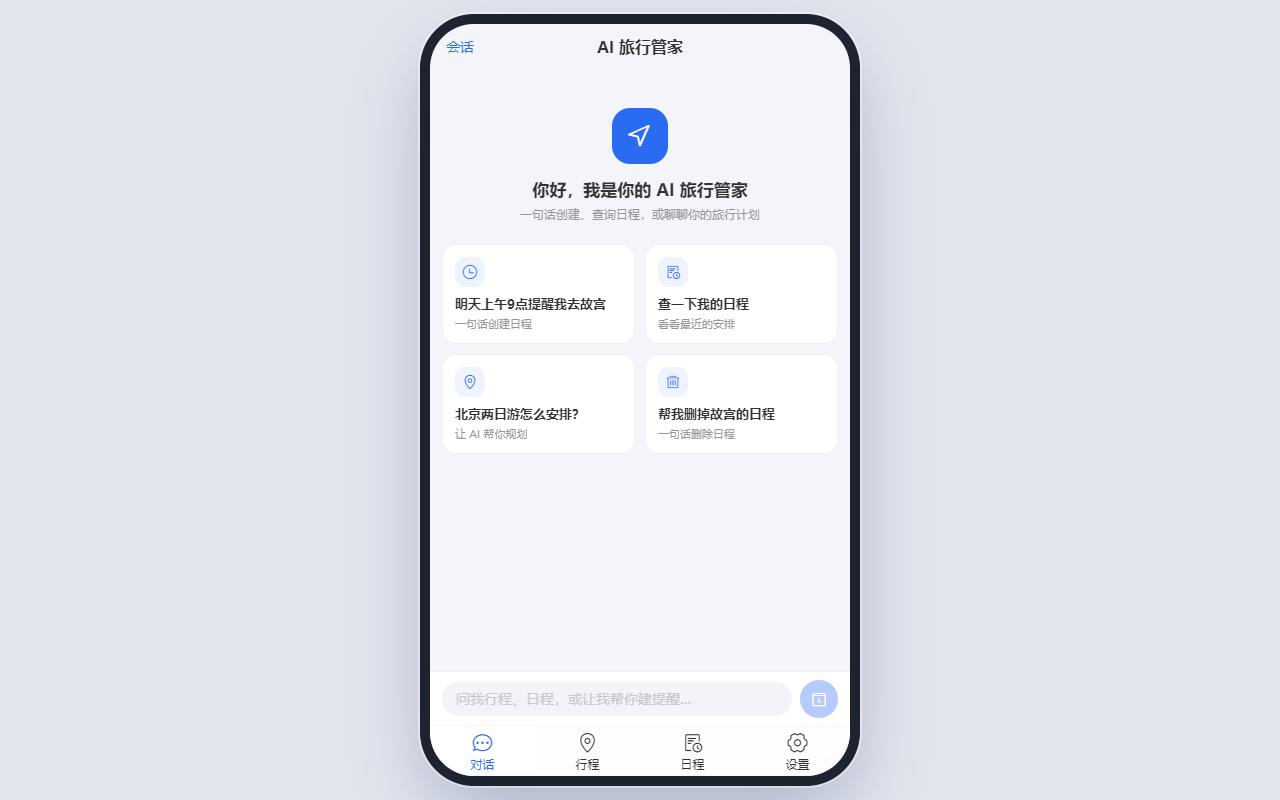 会话
AI 旅行管家
你好，我是你的 AI 旅行管家
一句话创建、查询日程，或聊聊你的旅行计划
明天上午9点提醒我去故宫
一句话创建日程
查一下我的日程
看看最近的安排
北京两日游怎么安排？
让 AI 帮你规划
帮我删掉故宫的日程
一句话删除日程
问我行程、日程，或让我帮你建提醒...
对话
行程
日程
设置